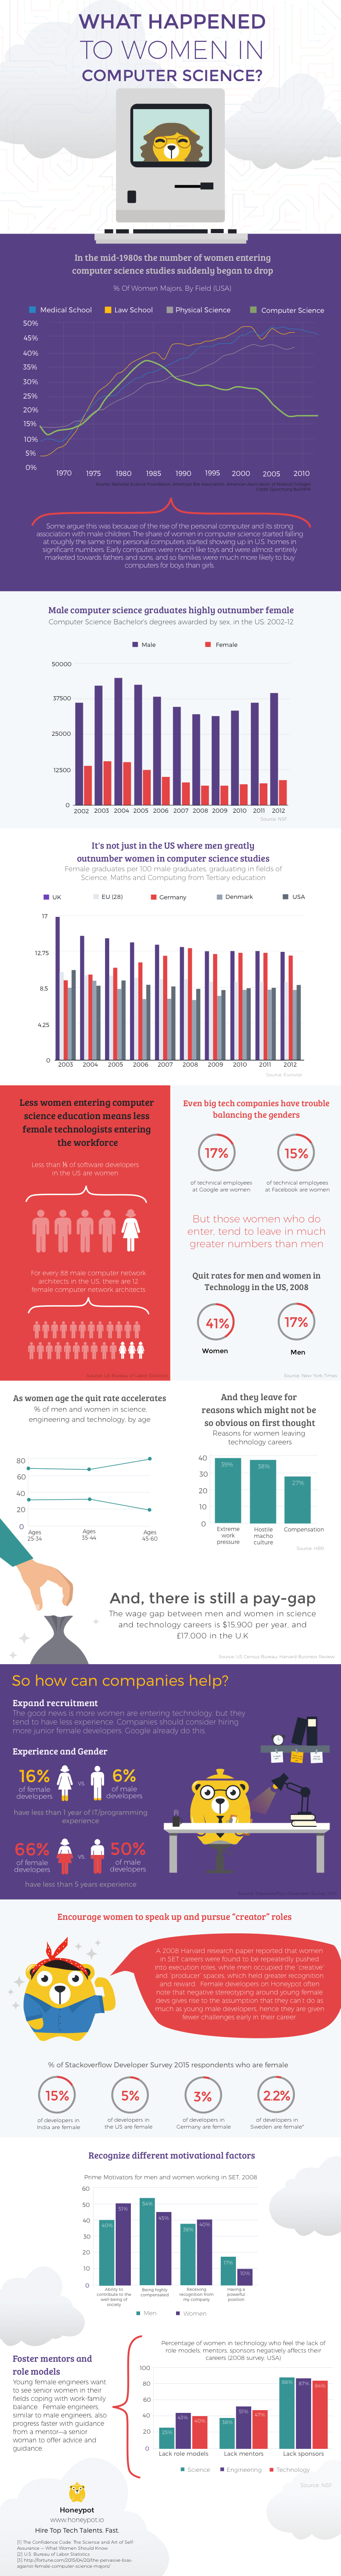 WHAT HAPPENED
TO WOMEN IN
COMPUTER SCIENCE?
In the mid-1980s the number of women entering
computer science studies suddenly began to drop
% Of Women Majors, By Field (USA)
Medical School
Law School
Physical Science
Computer Science
50%
45%
40%
35%
30%
25%
20%
15%
10%
5%
0%
1970 1975 1980 1985 1990 1995 2000 2005 2010
Some argue this was because of the rise of the personal computer and its strong
association with male children. The share of women in computer science started falling
at roughly the same time personal computers started showing up in U.S. homes in
significant numbers. Early computers were much like toys and were almost entirely
marketed towards fathers and sons, and so families were much more likely to buy
computers for boys than girls.
Male computer science graduates highly outnumber female
Computer Science Bachelor's degrees awarded by sex, in the US: 2002-12
Male
Female
50000
37500
25000
12500
0
2002 2003 2004 2005 2006 2007 2008 2009 2010 2011 2012
Source: NSF
It's not just in the US where men greatly
outnumber women in computer science studies
Female graduates per 100 male graduates, graduating in fields of
Science, Maths and Computing from Tertiary education
UK
EU (28)
Germany
Denmark
USA
17
12.75
8.5
4.25
0
2003 2004 2005 2006 2007 2008 2009 2010 2011 2012
Source: Eurostat
Less women entering computer
science education means less
female technologists entering
the workforce
Less than ⅕ of software developers
in the US are women
For every 88 male computer network
architects in the US, there are 12
female computer network architects
Source: US Bureau of Labor Statistics
Even big tech companies have trouble
balancing the genders
17%
15%
of technical employees
at Google are women
of technical employees
at Facebook are women
But those women who do
enter, tend to leave in much
greater numbers than men
Quit rates for men and women in
Technology in the US, 2008
41%
17%
Women
Men
Source: New York Times
As women age the quit rate accelerates
% of men and women in science,
engineering and technology, by age
80
60
40
20
0
Ages
25-34
Ages
35-44
Ages
45-60
And they leave for
reasons which might not be
so obvious on first thought
Reasons for women leaving
technology careers
40
30
20
10
0
39%
38%
27%
Extreme
work
pressure
Hostile
macho
culture
Compensation
Source: HBR
And, there is still a pay-gap
The wage gap between men and women in science
and technology careers is $15,900 per year, and
£17,000 in the U.K
Source: US Census Bureau, Harvard Business Review
So how can companies help?
Expand recruitment
The good news is more women are entering technology, but they
tend to have less experience. Companies should consider hiring
more junior female developers. Google already do this
Experience and Gender
16%
of female
developers
vs
6%
of male
developers
have less than 1 year of IT/programming
experience
66%
of female
developers
vs
50%
of male
developers
have less than 5 years experience
Encourage women to speak up and pursue "creator" roles
A 2008 Harvard research paper reported that women
in SET careers were found to be repeatedly pushed
into execution roles, while men occupied the 'creative'
and 'producer' spaces, which held greater recognition
and reward. Female developers on Honeypot often
note that negative stereotyping around young female
devs gives rise to the assumption that they can't do as
much as young male developers, hence they are given
fewer challenges early in their career
% of Stackoverflow Developer Survey 2015 respondents who are female
15%
5%
3%
2.2%
of developers in
India are female
of developers in
the US are female
of developers in
Germany are female
of developers in
Sweden are female"
Recognize different motivational factors
Prime Motivators for men and women working in SET, 2008
60
50
40
30
20
10
0
40%
51%
54%
45%
38%
40%
17%
10%
Ability to
contribute to the
well-being of
society
Being highly
compensated
Receiving
recognition from
my company
Having a
powerful
position
Men
Women
Foster mentors and
role models
Young female engineers want
to see senior women in their
fields coping with work-family
balance. Female engineers,
similar to male engineers, also
progress faster with guidance
from a mentor—a senior
woman to offer advice and
guidance.
Percentage of women in technology who feel the lack of
role models, mentors, sponsors negatively affects their
careers (2008 survey, USA)
100
80
60
40
20
0
42%
40%
38%
51%
47%
88%
87%
84%
Lack role models
Lack mentors
Lack sponsors
Science
Engineering
Technology
Source: NSF
Honeypot
www.honeypot.io
Hire Top Tech Talents. Fast.
[1] The Confidence Code: The Science and Art of Self-
Assurance -- What Women Should Know
[2] U.S. Bureau of Labor Statistics